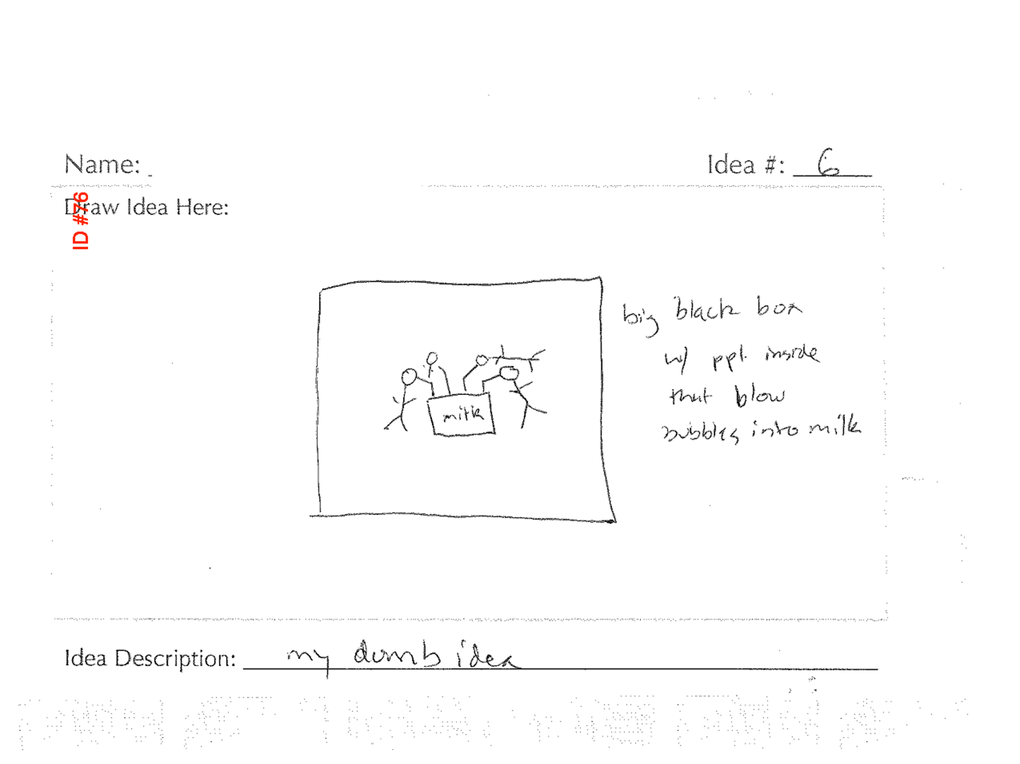 Name:
Idea #: 6
ID #76
Draw Idea Here:
big black box
w/ ppl inside
that blow
bubbles into milk
milk
Idea Description: my dumb idea